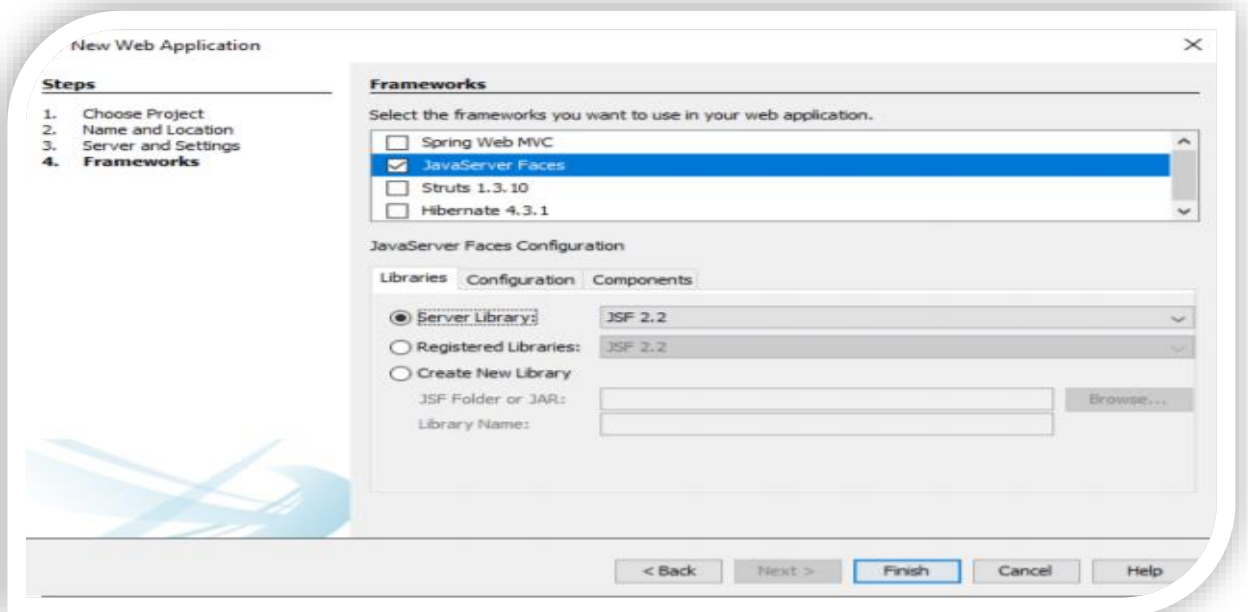 New Web Application
Steps
1. Choose Project
2. Name and Location
3. Server and Settings
4. Frameworks
Frameworks
Select the frameworks you want to use in your web application.
Spring Web MVC
JavaServer Faces
Struts 1.3.10
Hibernate 4.3.1
JavaServer Faces Configuration
Libraries Configuration Components
Server Library: JSF 2.2
Registered Libraries: JSF 2.2
Create New Library
JSF Folder or JAR: Browse...
Library Name:
< Back Next > Finish Cancel Help